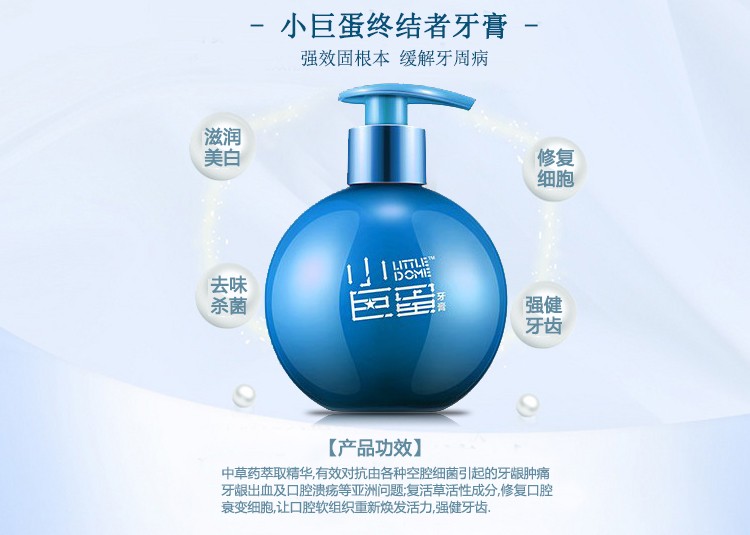 - 小巨蛋终结者牙膏 -
强效固根本 缓解牙周病
滋润
美白
修复
细胞
去味
杀菌
强健
牙齿
小巨蛋
LITTLE
DOME™
牙膏
【产品功效】
中草药萃取精华,有效对抗由各种空腔细菌引起的牙龈肿痛
牙龈出血及口腔溃疡等亚洲问题;复活草活性成分,修复口腔
衰变细胞,让口腔软组织重新焕发活力,强健牙齿.